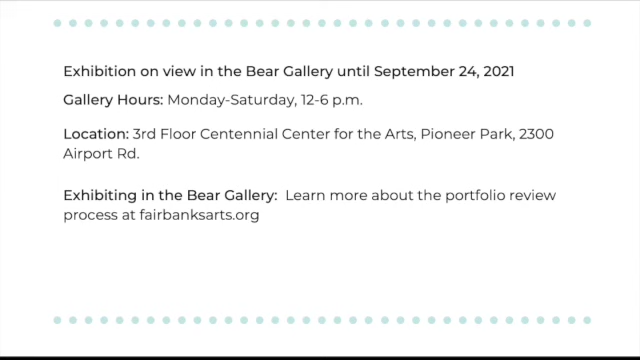 Exhibition on view in the Bear Gallery until September 24, 2021
Gallery Hours: Monday-Saturday, 12-6 p.m.
Location: 3rd Floor Centennial Center for the Arts, Pioneer Park, 2300
Airport Rd.
Exhibiting in the Bear Gallery: Learn more about the portfolio review
process at fairbanksarts.org